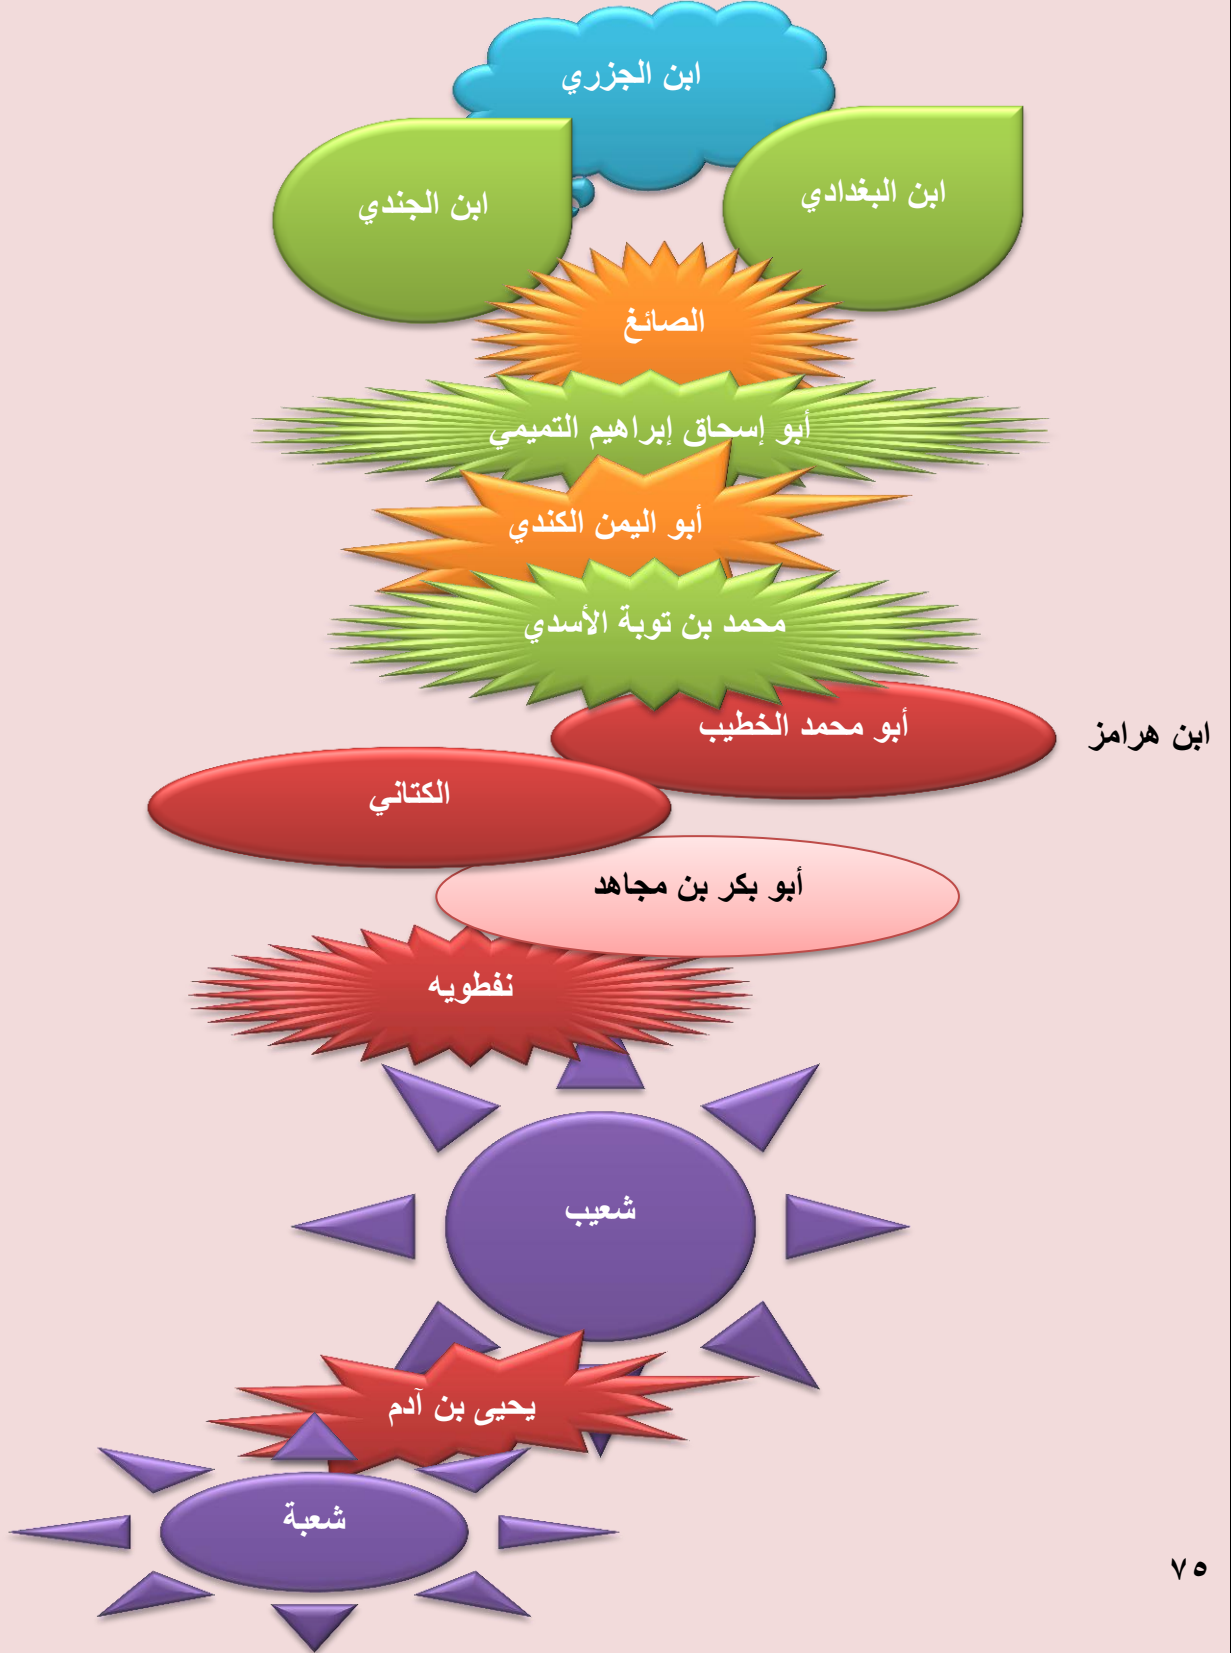 ابن الجزري
ابن البغدادي
ابن الجندي
الصائغ
أبو إسحاق إبراهيم التميمي
أبو اليمن الكندي
محمد بن توبة الأسدي
ابن هرامز
أبو محمد الخطيب
الكتاني
أبو بكر بن مجاهد
نفطويه
شعيب
يحيى بن آدم
شعبة
٧٥